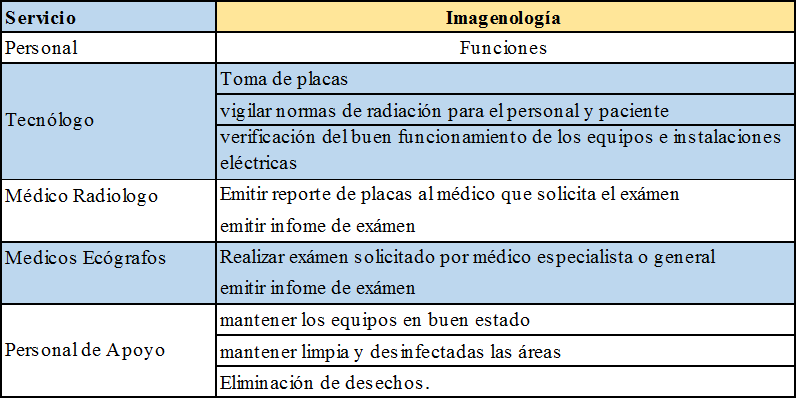 Servicio Imagenología
Personal Funciones
Tecnólogo
Toma de placas
vigilar normas de radiación para el personal y paciente
verificación del buen funcionamiento de los equipos e instalaciones
eléctricas
Médico Radiologo
Emitir reporte de placas al médico que solicita el exámen
emitir infome de exámen
Medicos Ecógrafos
Realizar exámen solicitado por médico especialista o general
emitir infome de exámen
Personal de Apoyo
mantener los equipos en buen estado
mantener limpia y desinfectadas las áreas
Eliminación de desechos.